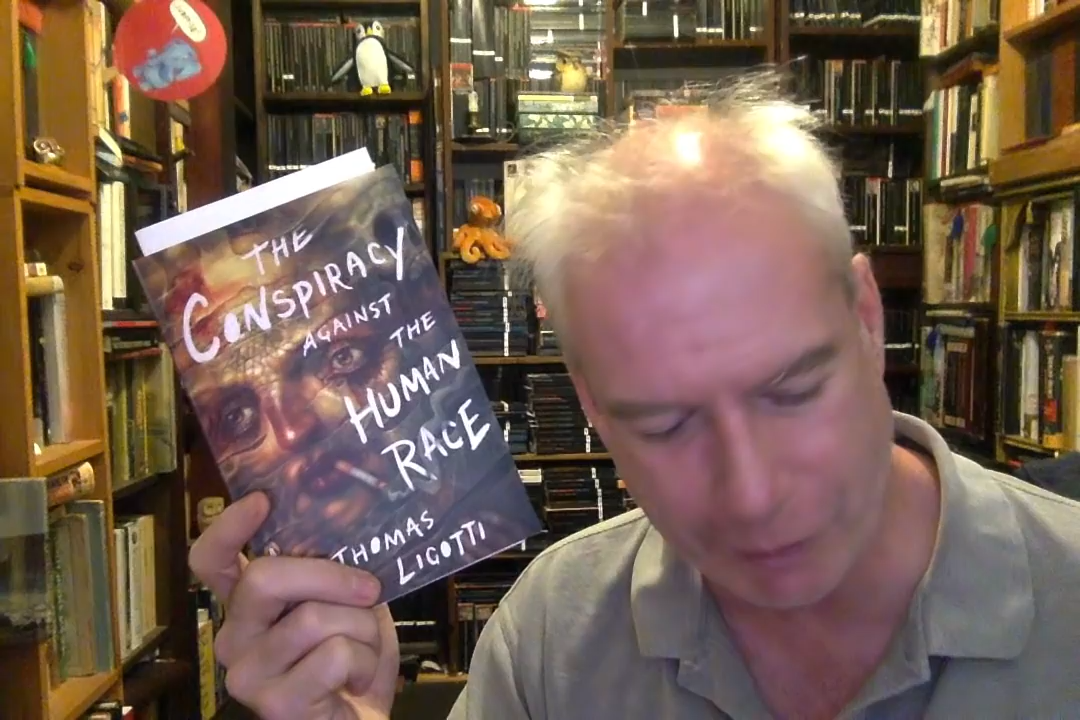 THE
CONSPIRACY
AGAINST
THE
HUMAN
RACE
THOMAS
LIGOTTI